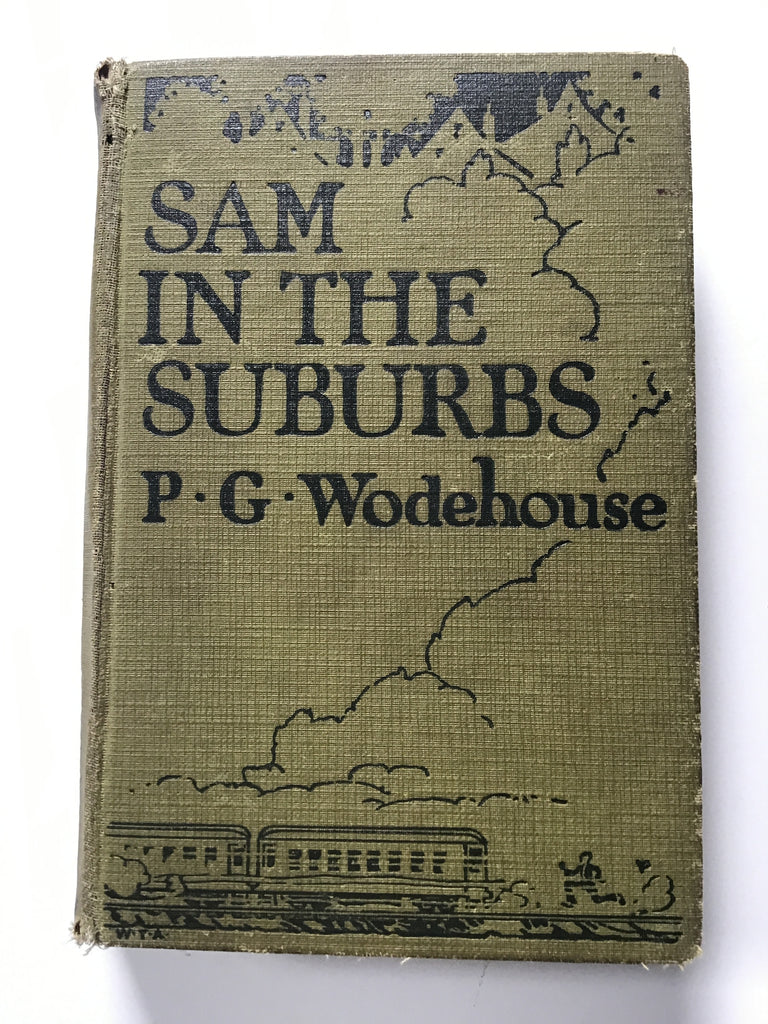 SAM
IN THE
SUBURBS
P·G·Wodehouse
W.T.A.